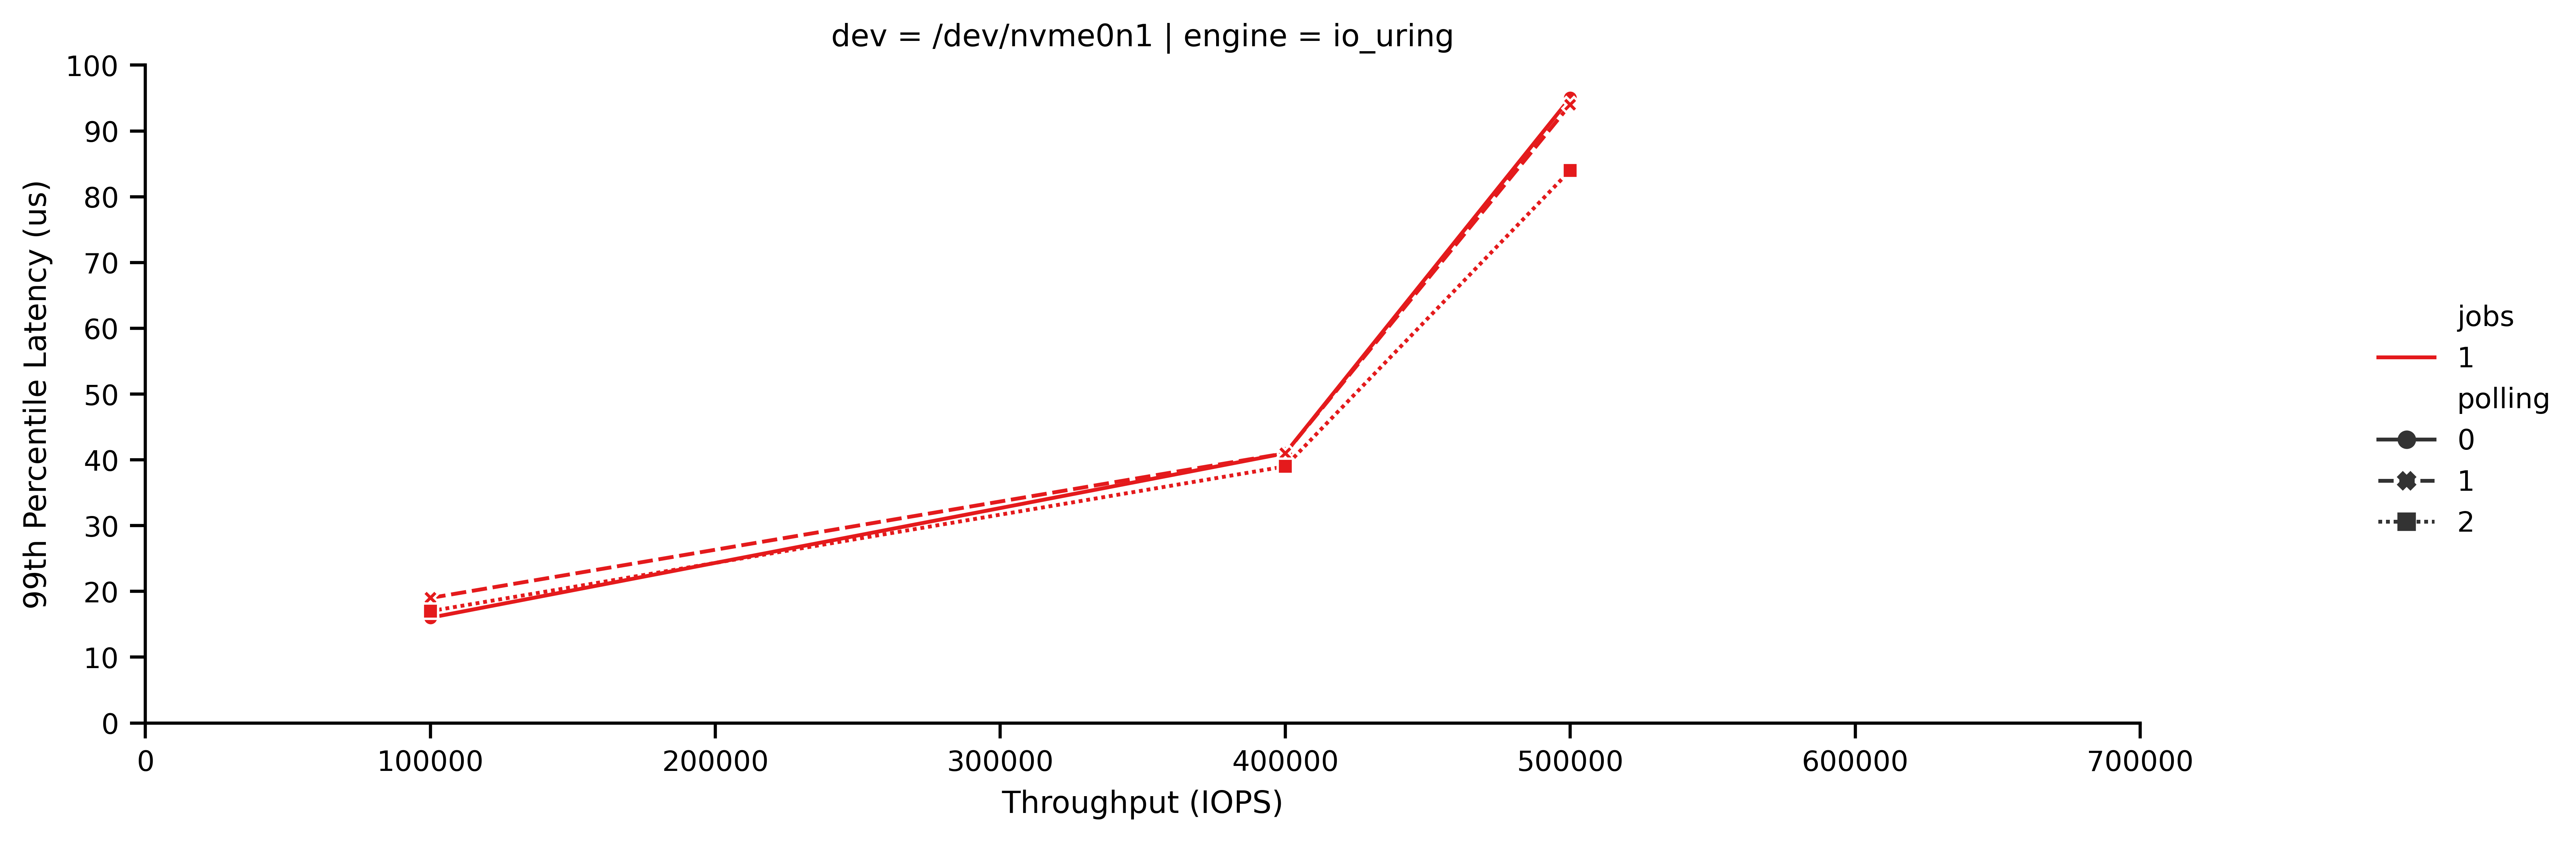 dev = /dev/nvme0n1 | engine = io_uring
100
90
80
70
60
50
40
30
20
10
0
99th Percentile Latency (us)
0 100000 200000 300000 400000 500000 600000 700000
Throughput (IOPS)
jobs
1
polling
0
1
2